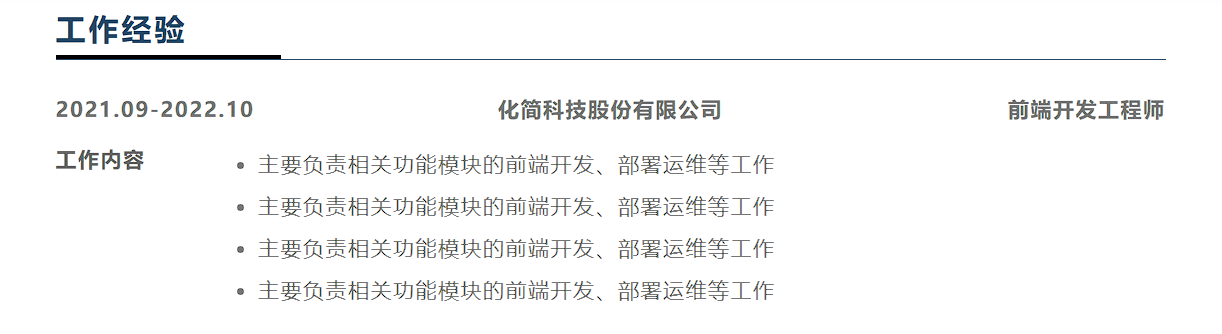 工作经验
2021.09-2022.10 化简科技股份有限公司 前端开发工程师
工作内容
• 主要负责相关功能模块的前端开发、部署运维等工作
• 主要负责相关功能模块的前端开发、部署运维等工作
• 主要负责相关功能模块的前端开发、部署运维等工作
• 主要负责相关功能模块的前端开发、部署运维等工作